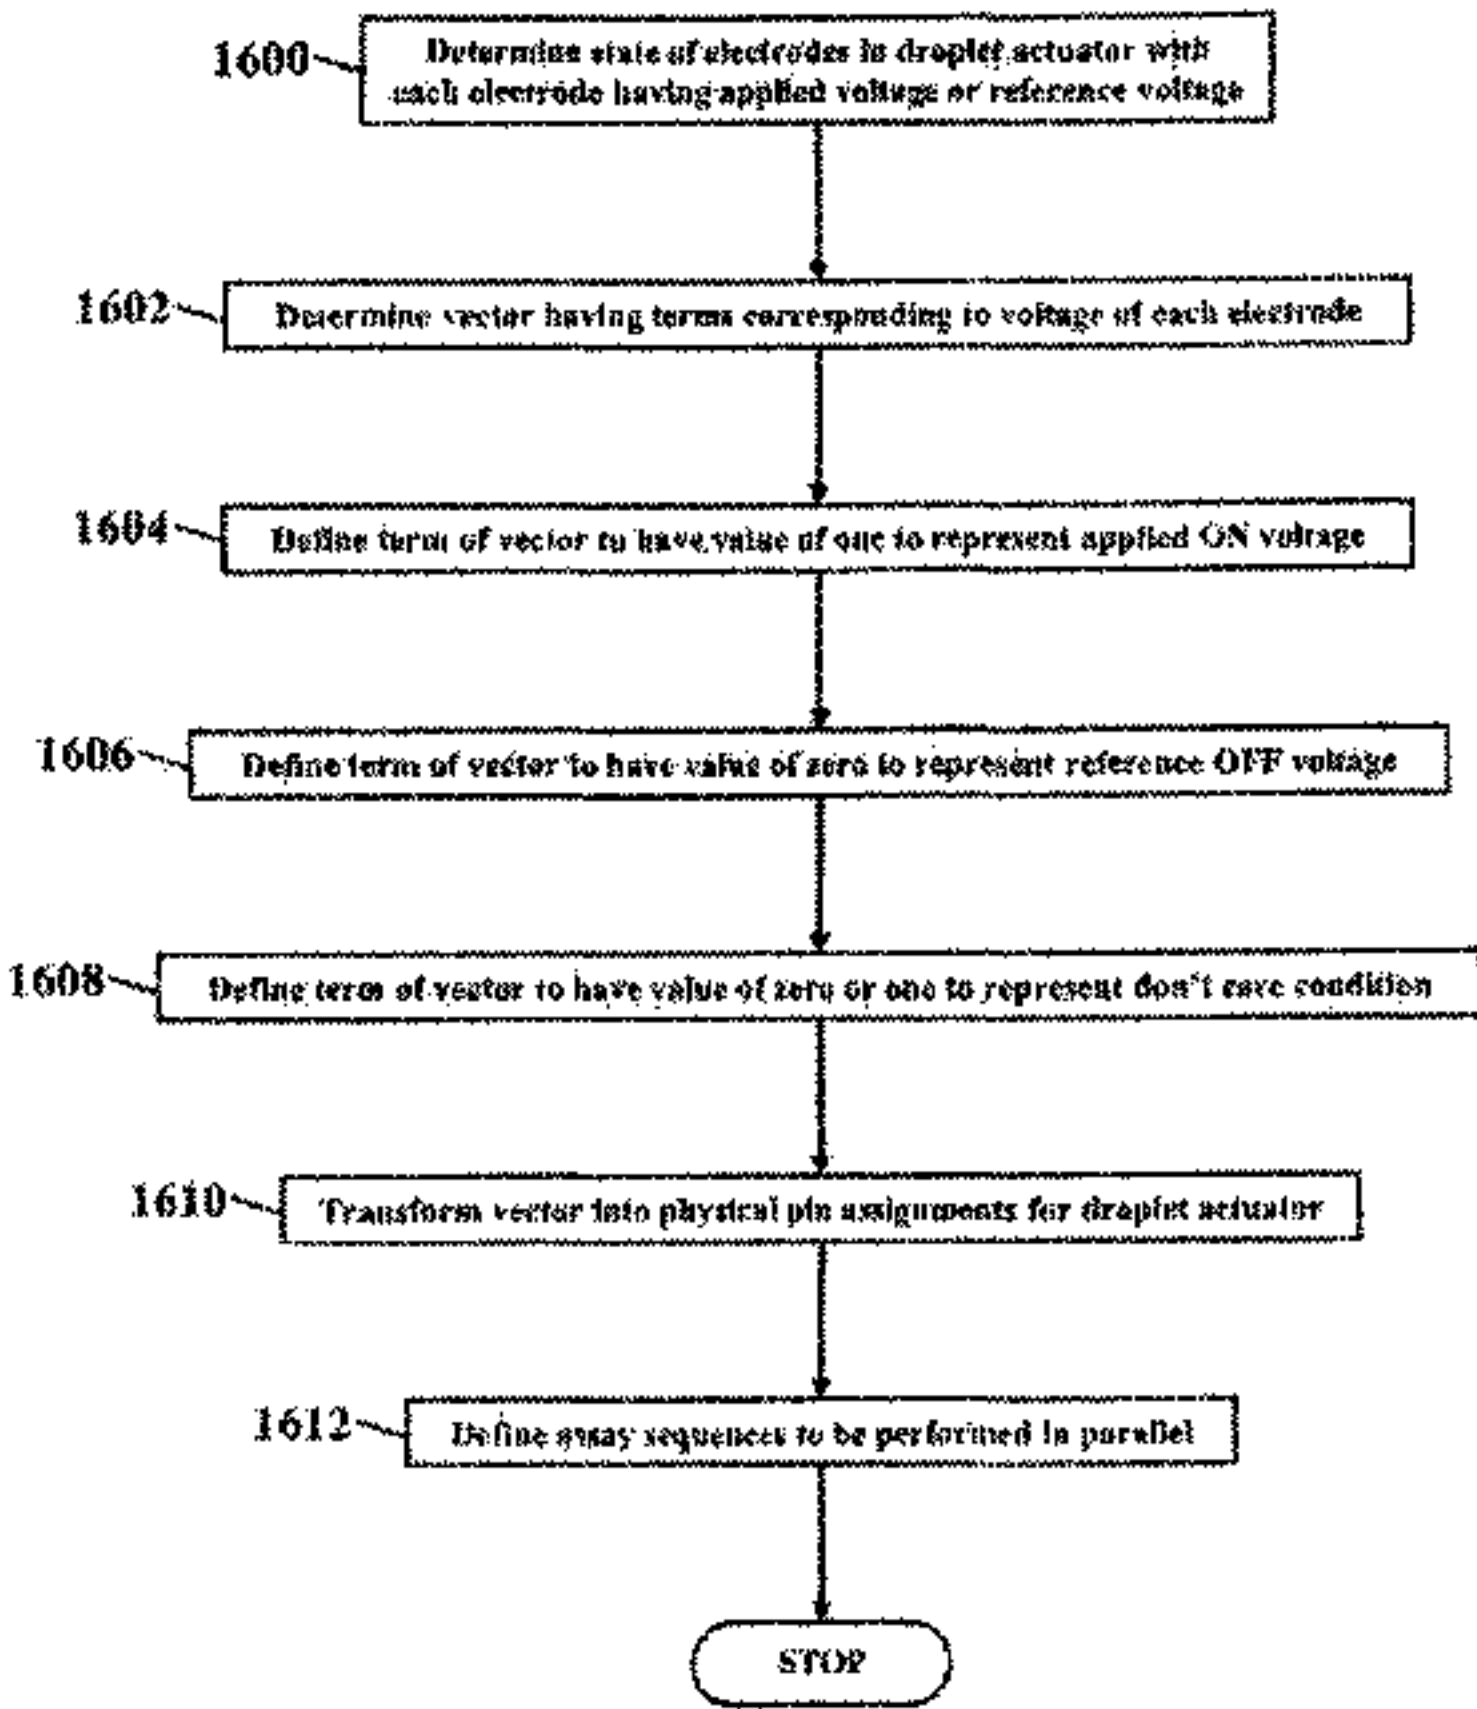 1600
Determine state of electrodes in droplet actuator with
each electrode having applied voltage or reference voltage
1602
Determine vector having terms corresponding to voltage of each electrode
1604
Define term of vector to have value of one to represent applied ON voltage
1606
Define term of vector to have value of zero to represent reference OFF voltage
1608
Define term of vector to have value of zero or one to represent don't care condition
1610
Transform vector into physical pin assignments for droplet actuator
1612
Define assay sequences to be performed in parallel
STOP